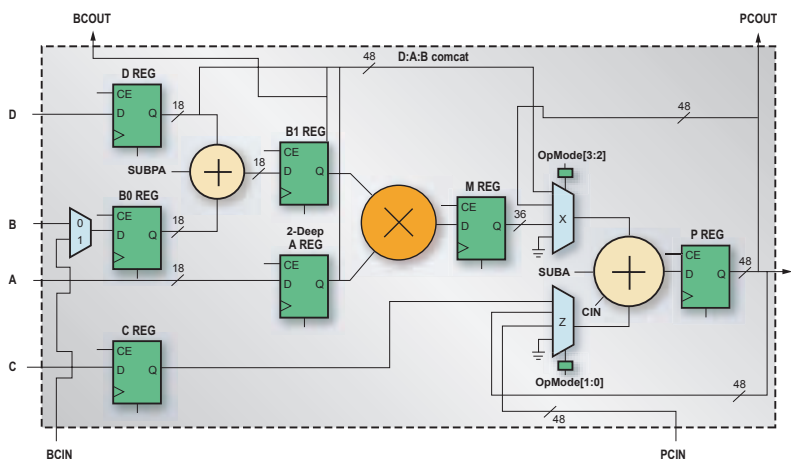 BCOUT
PCOUT
48
D:A:B comcat
D REG
CE
D
Q
18
D
48
B1 REG
CE
D
Q
18
SUBPA
OpMode[3:2]
M REG
CE
D
Q
36
X
B
0
1
B0 REG
CE
D
Q
18
2-Deep
A REG
CE
D
Q
P REG
CE
D
Q
48
SUBA
A
18
CIN
Z
C REG
CE
D
Q
C
OpMode[1:0]
48
48
BCIN
PCIN